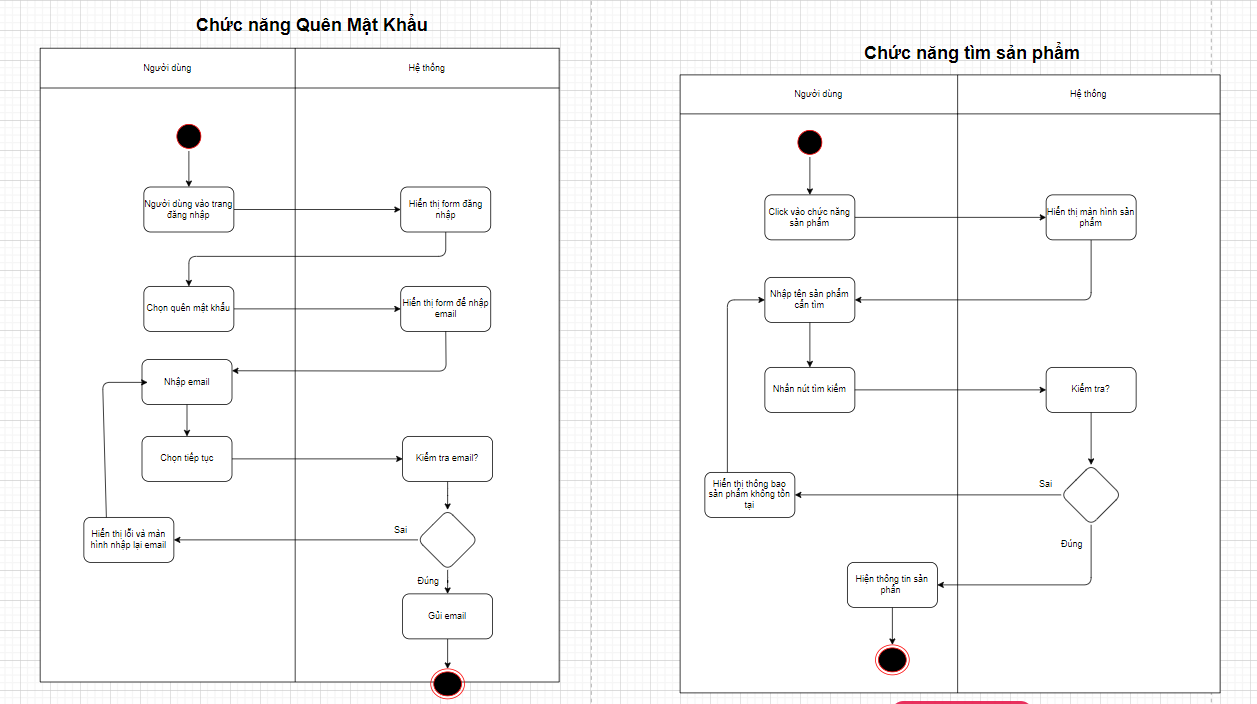 Chức năng Quên Mật Khẩu
Người dùng
Hệ thống
Người dùng vào trang
đăng nhập
Hiển thị form đăng
nhập
Chọn quên mật khẩu
Hiển thị form để nhập
email
Nhập email
Chọn tiếp tục
Kiểm tra email?
Sai
Hiển thị lỗi và màn
hình nhập lại email
Đúng
Gửi email
Chức năng tìm sản phẩm
Người dùng
Hệ thống
Click vào chức năng
sản phẩm
Hiển thị màn hình sản
phẩm
Nhập tên sản phẩm
cần tìm
Nhấn nút tìm kiếm
Kiểm tra?
Sai
Hiển thị thông bao
sản phẩm không tồn
tại
Đúng
Hiện thông tin sản
phẩn